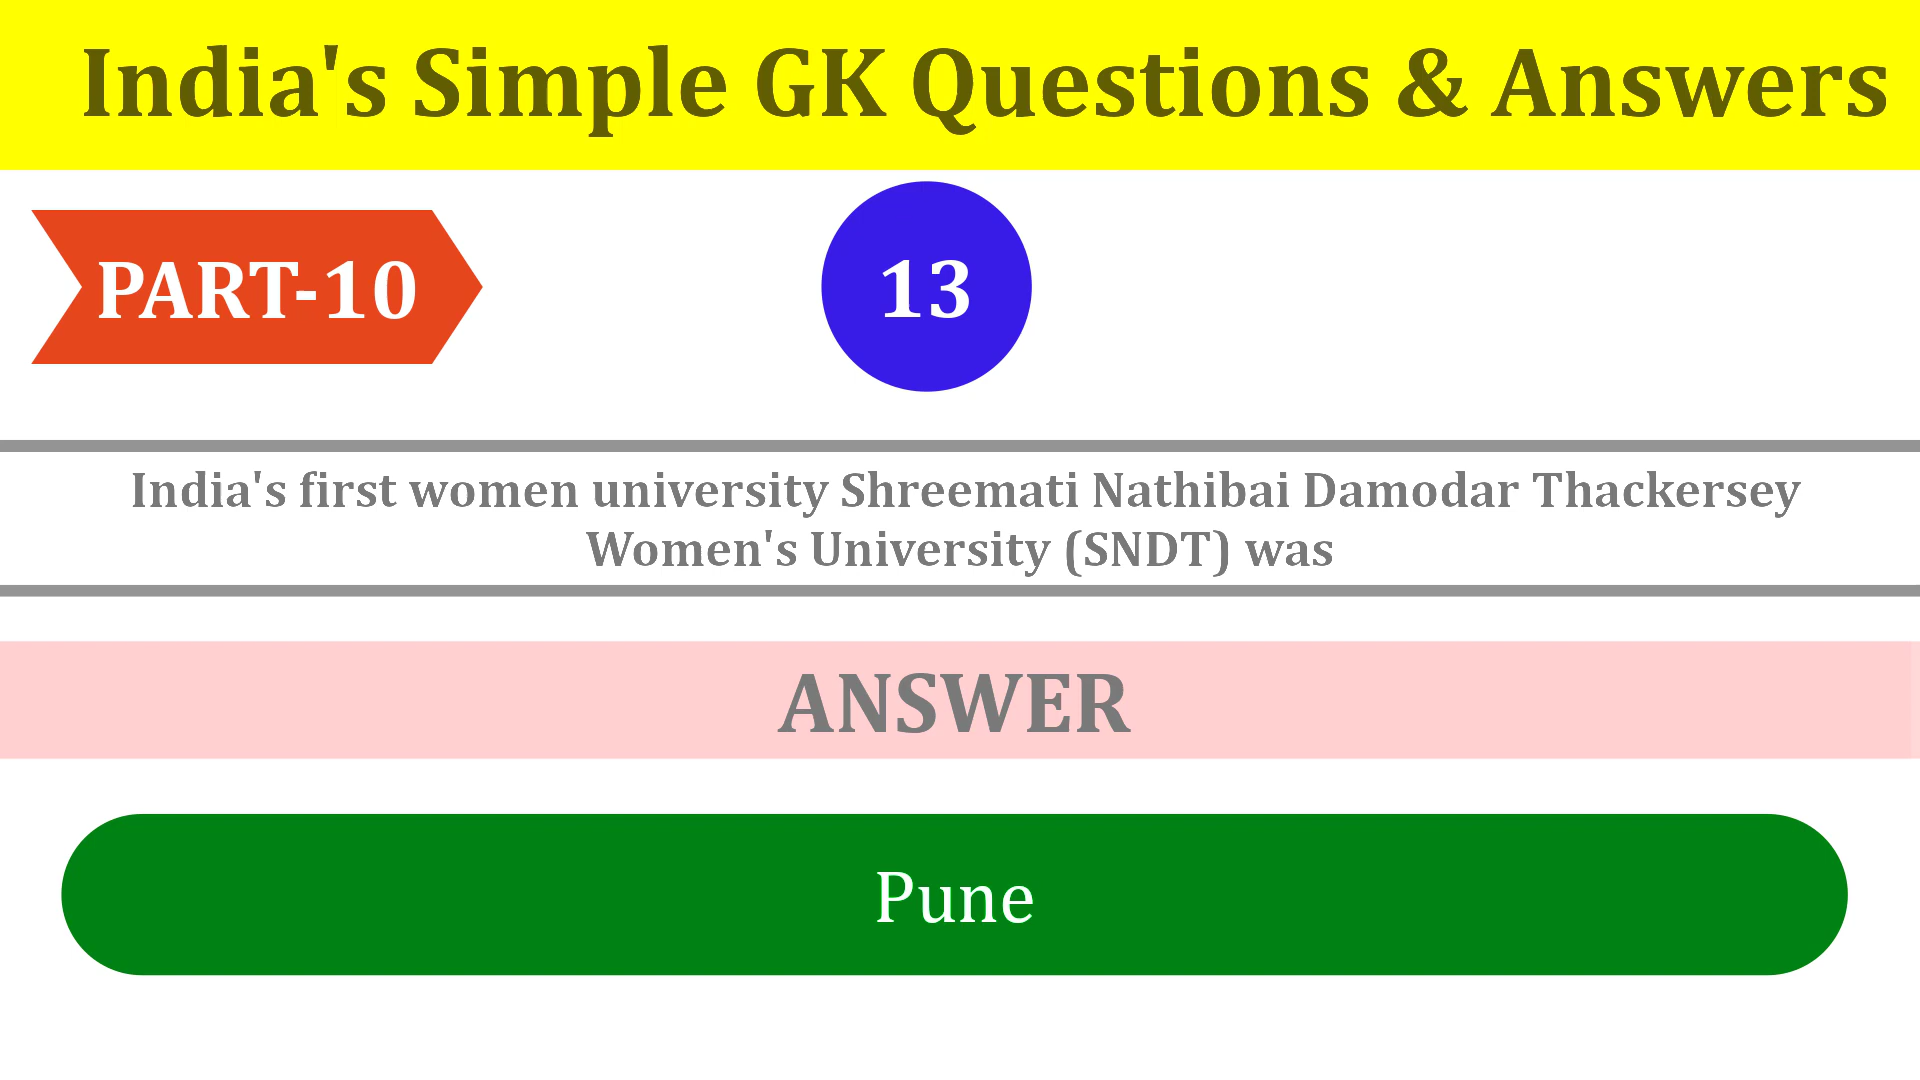 India's Simple GK Questions & Answers
PART-10
13
India's first women university Shreemati Nathibai Damodar Thackersey
Women's University (SNDT) was
ANSWER
Pune